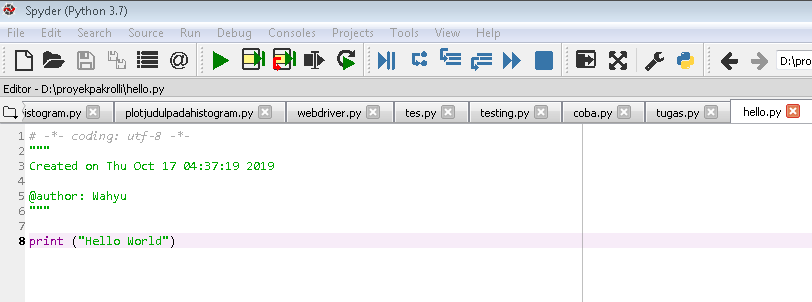 Spyder (Python 3.7)
File Edit Search Source Run Debug Consoles Projects Tools View Help
D:\pro
Editor - D:\proyekpakrolli\hello.py
istogram.py plotjudulpadahistogram.py webdriver.py tes.py testing.py coba.py tugas.py hello.py
1 # -*- coding: utf-8 -*-
2 """
3 Created on Thu Oct 17 04:37:19 2019
4
5 @author: Wahyu
6 """
7
8 print ("Hello World")